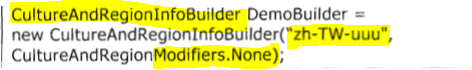 CultureAndRegionInfoBuilder DemoBuilder =
new CultureAndRegionInfoBuilder("zh-TW-uuu",
CultureAndRegionModifiers.None);